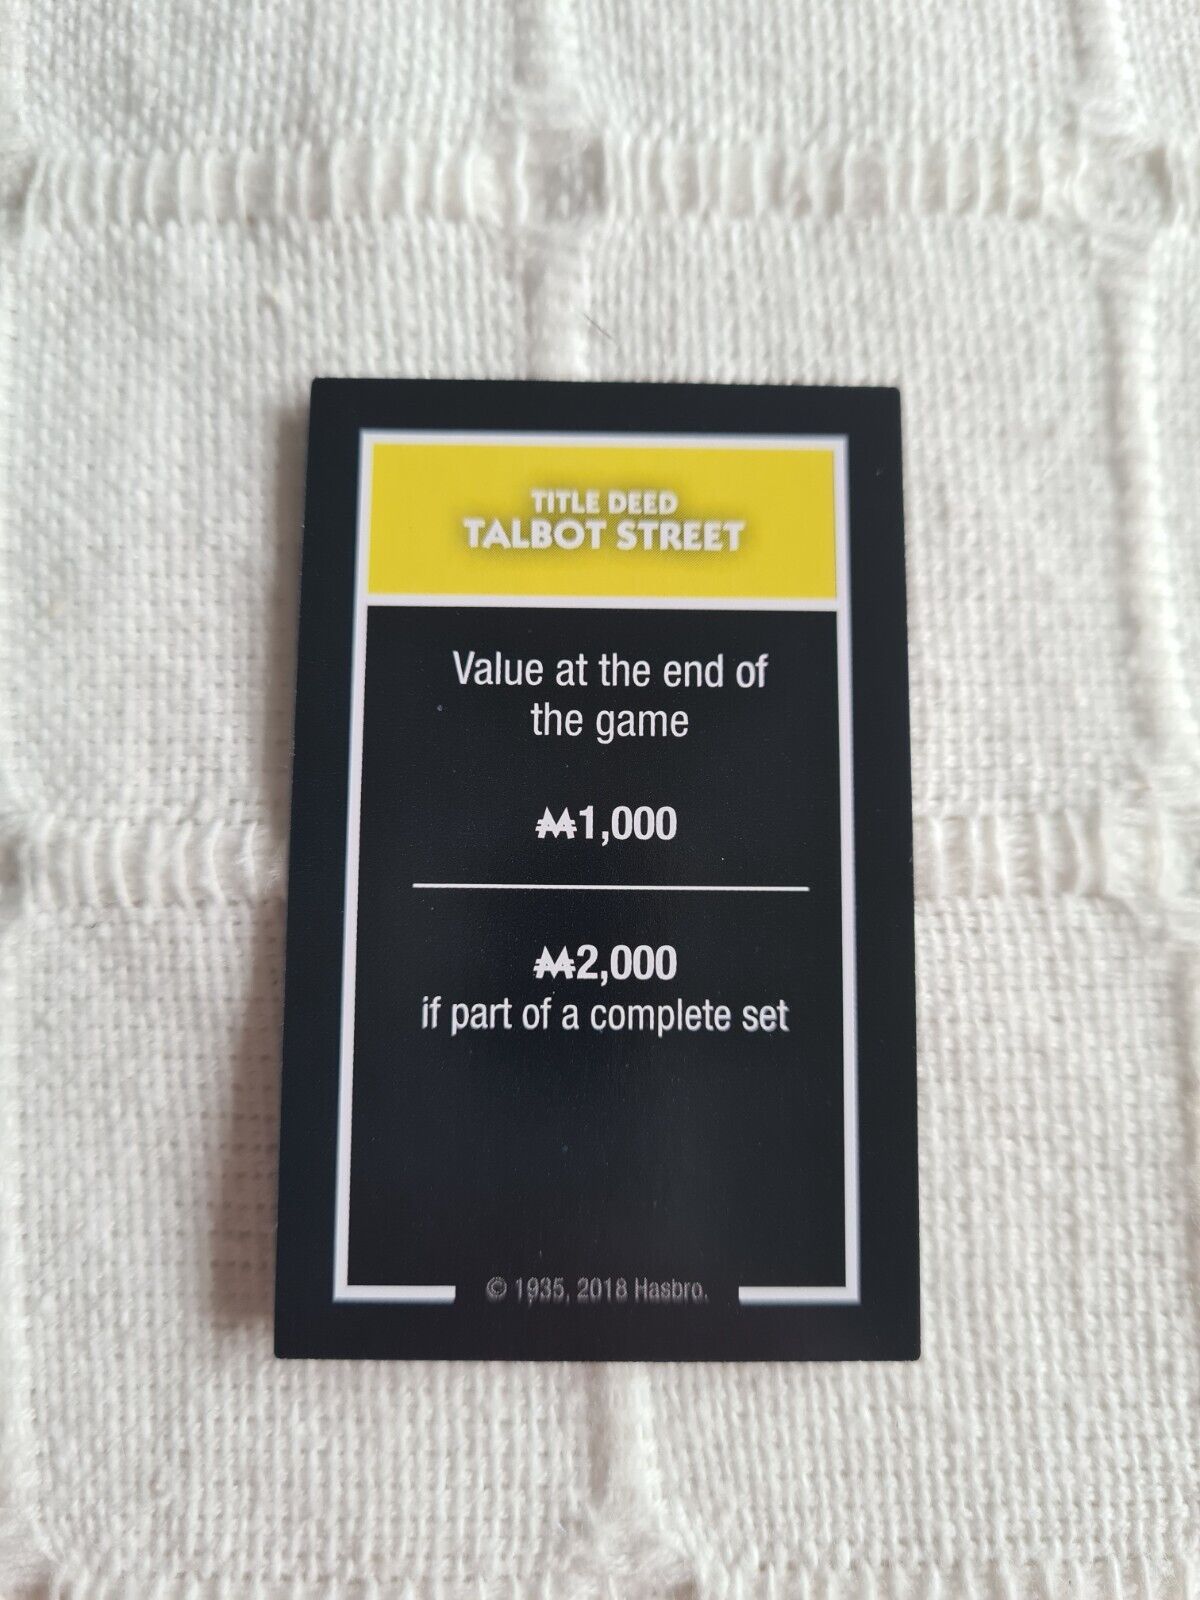 TITLE DEED
TALBOT STREET
Value at the end of
the game
₩1,000
₩2,000
if part of a complete set
© 1935, 2018 Hasbro.